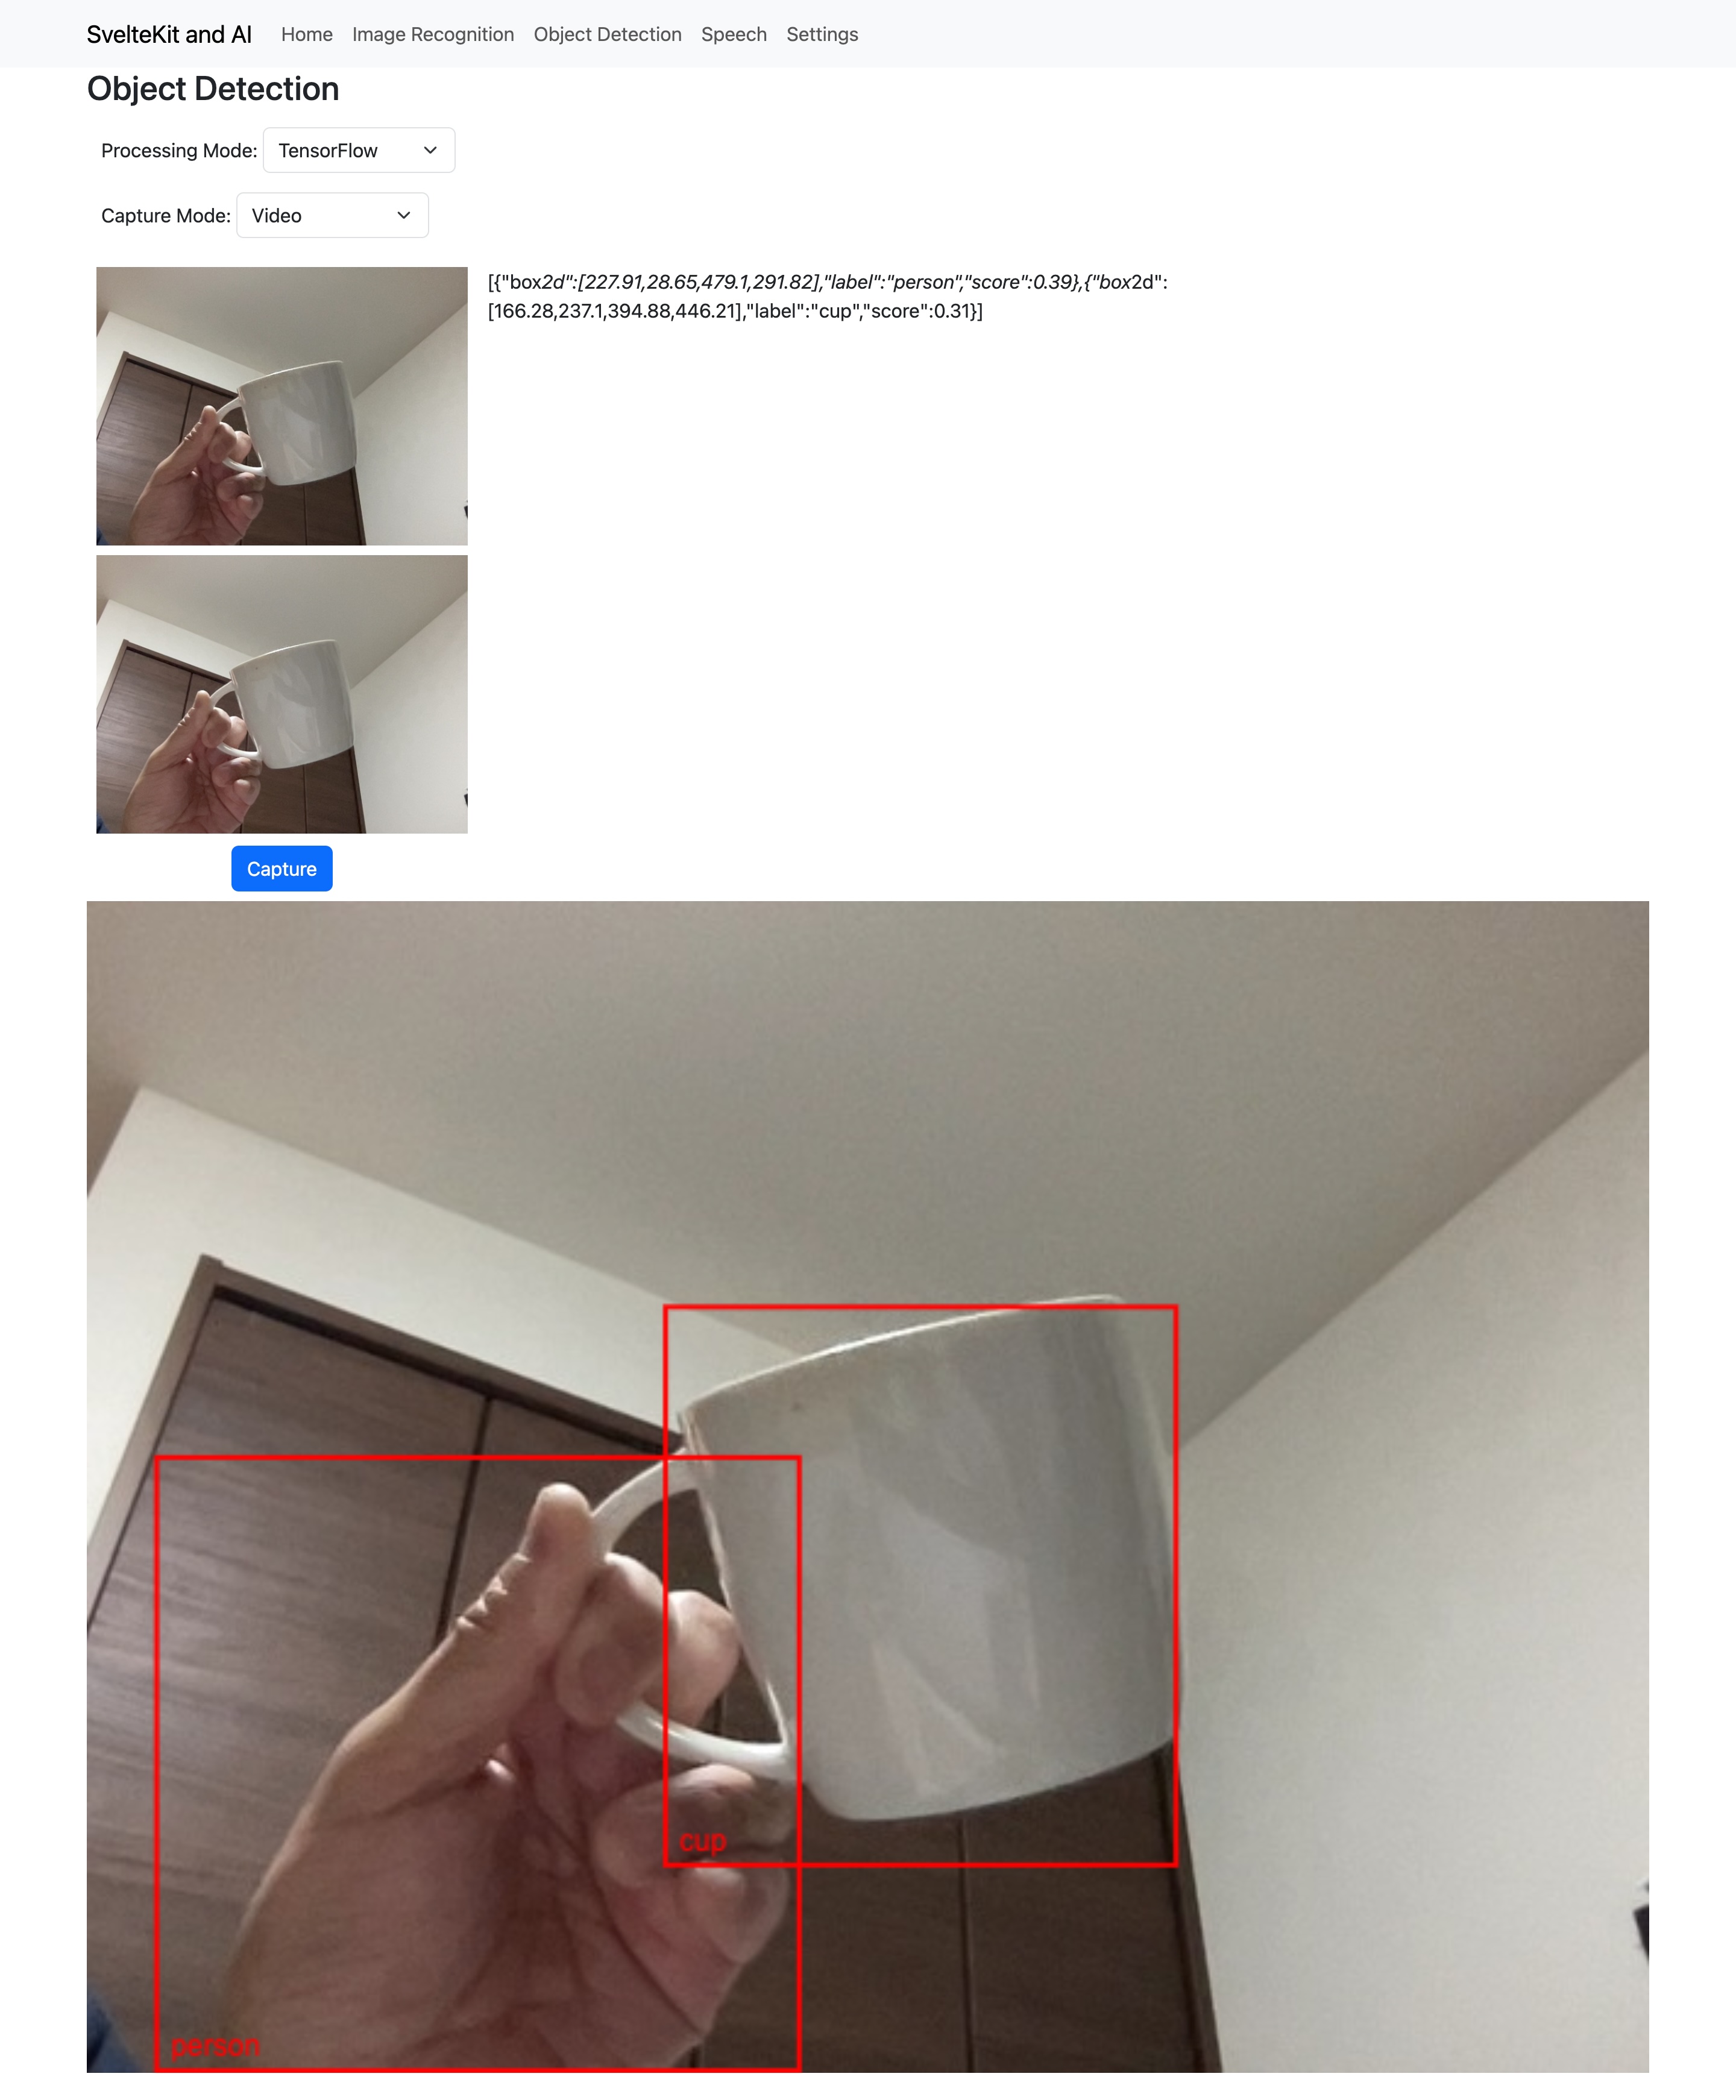 SvelteKit and AI Home Image Recognition Object Detection Speech Settings
Object Detection
Processing Mode: TensorFlow
Capture Mode: Video
[{"box2d":[227.91,28.65,479.1,291.82],"label":"person","score":0.39},{"box2d":
[166.28,237.1,394.88,446.21],"label":"cup","score":0.31}]
Capture
cup
person